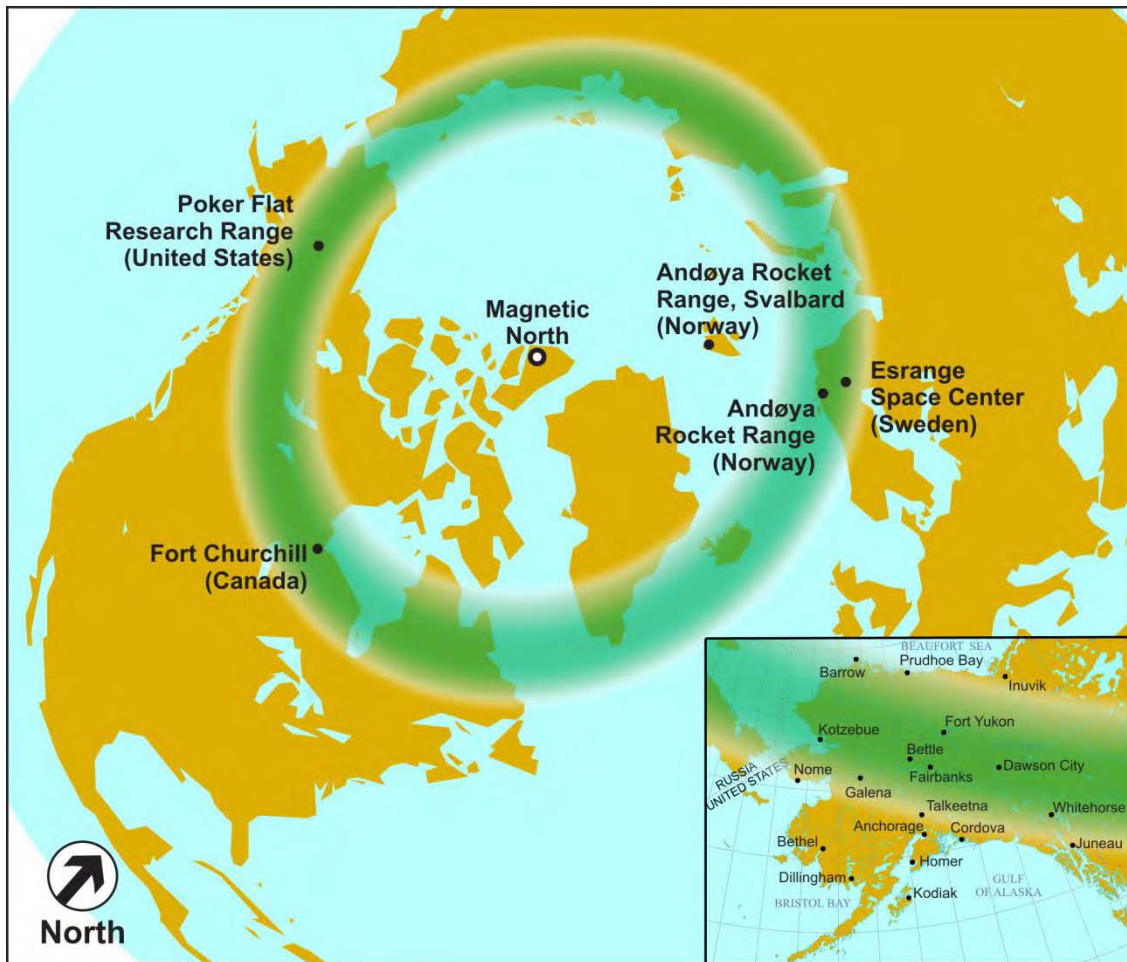 Poker Flat
Research Range
(United States)
Magnetic
North
Andøya Rocket
Range, Svalbard
(Norway)
Esrange
Space Center
(Sweden)
Andøya
Rocket Range
(Norway)
Fort Churchill
(Canada)
North
BEAUFORT SEA
Barrow
Prudhoe Bay
Inuvik
Kotzebue
Fort Yukon
Bettle
Fairbanks
Dawson City
RUSSIA
UNITED STATES
Nome
Galena
Talkeetna
Whitehorse
Anchorage
Cordova
Juneau
Bethel
Homer
Dillingham
GULF
OF ALASKA
BRISTOL BAY
Kodiak